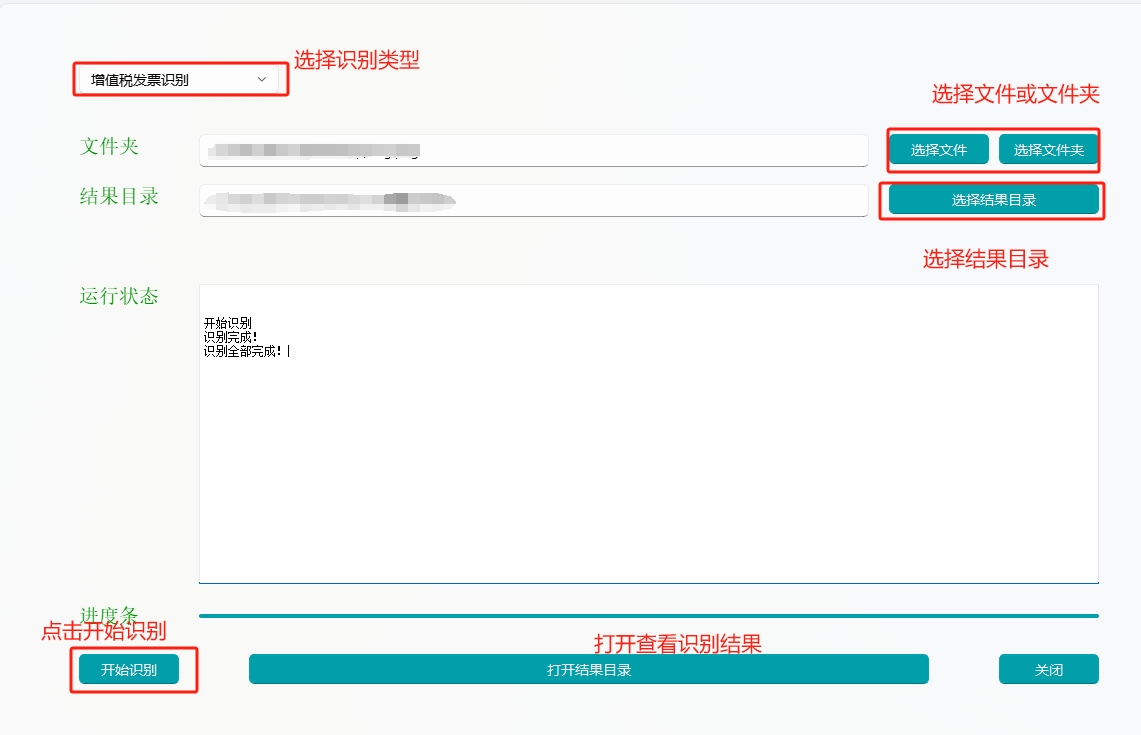 选择识别类型
增值税发票识别
选择文件或文件夹
文件夹
选择文件
选择文件夹
结果目录
选择结果目录
选择结果目录
运行状态
开始识别
识别完成!
识别全部完成!
进度条
点击开始识别
打开查看识别结果
开始识别
打开结果目录
关闭